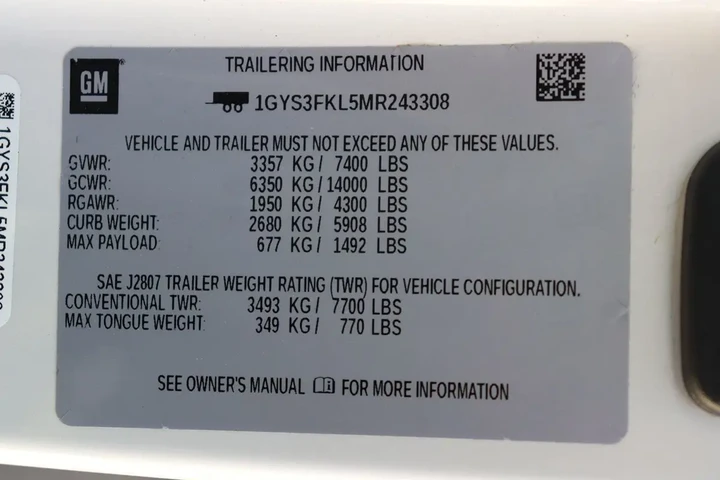 GM
TRAILERING INFORMATION
1GYS3FKL5MR243308
VEHICLE AND TRAILER MUST NOT EXCEED ANY OF THESE VALUES.
GVWR: 3357 KG / 7400 LBS
GCWR: 6350 KG / 14000 LBS
RGAWR: 1950 KG / 4300 LBS
CURB WEIGHT: 2680 KG / 5908 LBS
MAX PAYLOAD: 677 KG / 1492 LBS
SAE J2807 TRAILER WEIGHT RATING (TWR) FOR VEHICLE CONFIGURATION.
CONVENTIONAL TWR: 3493 KG / 7700 LBS
MAX TONGUE WEIGHT: 349 KG / 770 LBS
SEE OWNER'S MANUAL FOR MORE INFORMATION